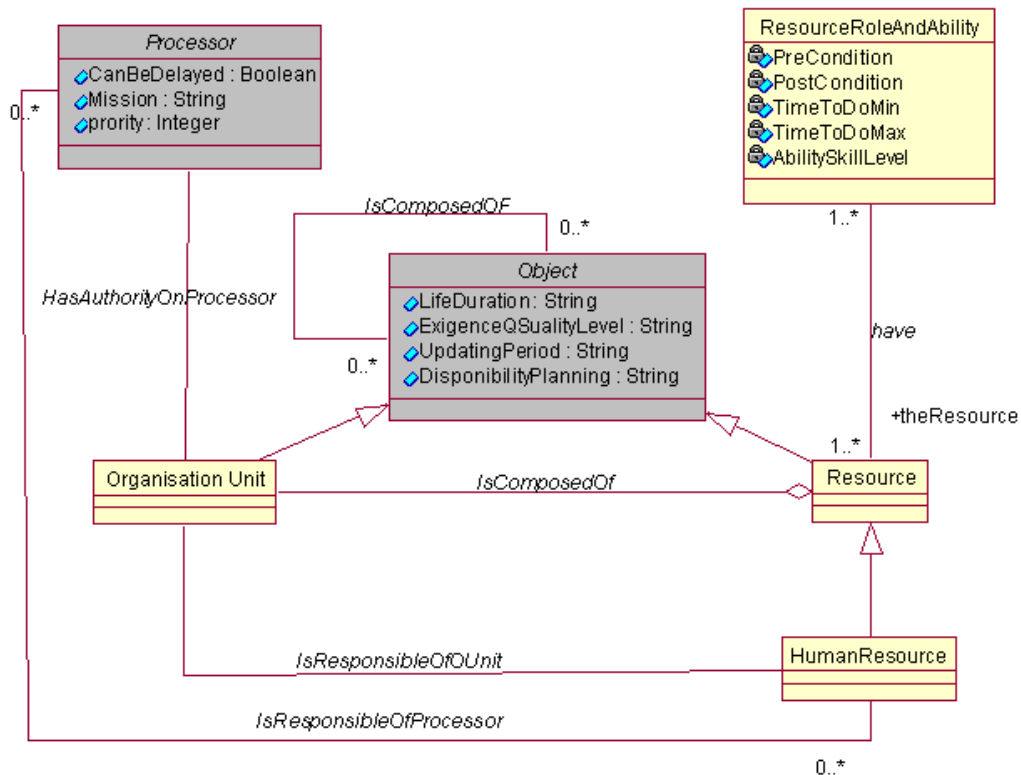 Processor
CanBeDelayed : Boolean
Mission : String
prority : Integer
0..*
ResourceRoleAndAbility
PreCondition
PostCondition
TimeToDoMin
TimeToDoMax
AbilitySkillLevel
1..*
IsComposedOF
0..*
Object
LifeDuration : String
ExigenceQSualityLevel : String
UpdatingPeriod : String
DisponibilityPlanning : String
0..*
HasAuthorityOnProcessor
have
+theResource
1..*
Organisation Unit
IsComposedOf
Resource
IsResponsibleOfOUnit
HumanResource
IsResponsibleOfProcessor
0..*